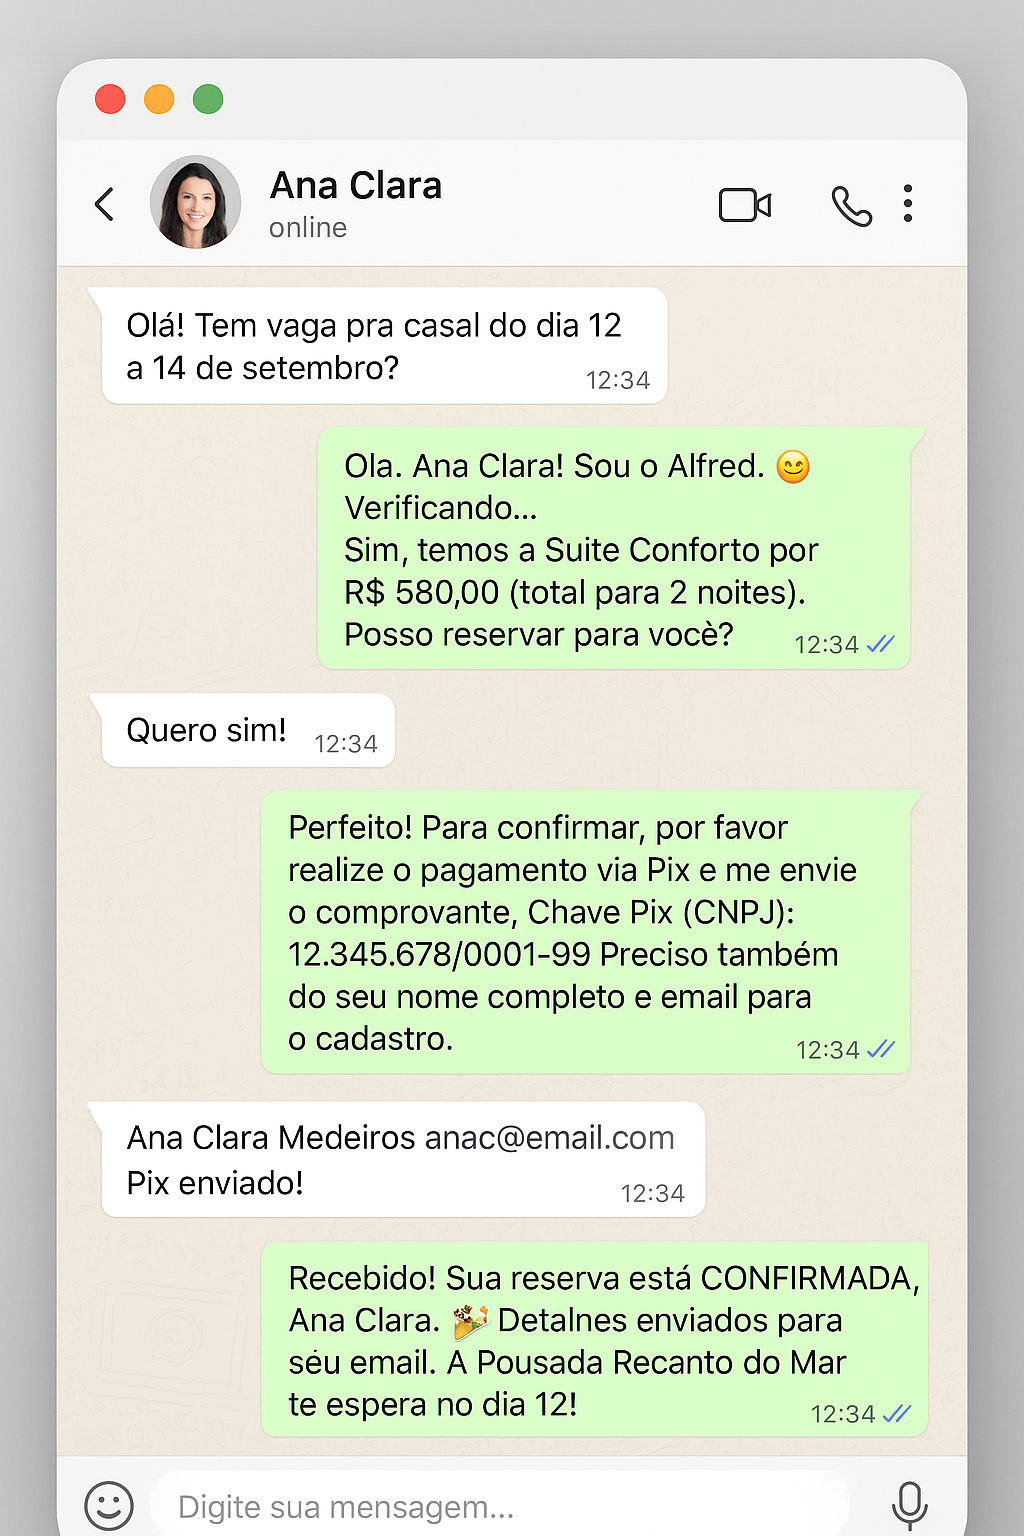 Ana Clara
online
Olá! Tem vaga pra casal do dia 12
a 14 de setembro?
12:34
Ola. Ana Clara! Sou o Alfred. 😊
Verificando...
Sim, temos a Suite Conforto por
R$ 580,00 (total para 2 noites).
Posso reservar para vocè?
12:34
Quero sim!
12:34
Perfeito! Para confirmar, por favor
realize o pagamento via Pix e me envie
o comprovante, Chave Pix (CNPJ):
12.345.678/0001-99 Preciso também
do seu nome completo e email para
o cadastro.
12:34
Ana Clara Medeiros anac@email.com
Pix enviado!
12:34
Recebido! Sua reserva está CONFIRMADA,
Ana Clara. 🎉 Detalnes enviados para
séu email. A Pousada Recanto do Mar
te espera no dia 12!
12:34
Digite sua mensagem...